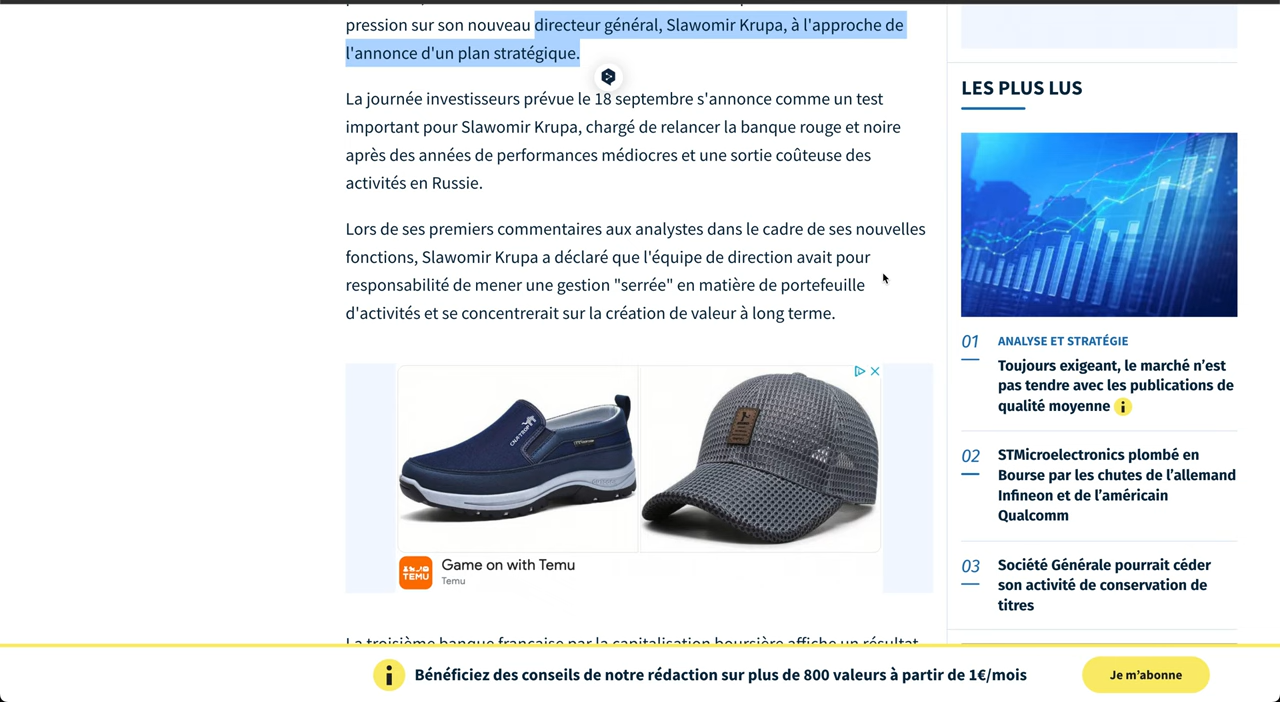 pression sur son nouveau directeur général, Slawomir Krupa, à l'approche de
l'annonce d'un plan stratégique.
La journée investisseurs prévue le 18 septembre s'annonce comme un test
important pour Slawomir Krupa, chargé de relancer la banque rouge et noire
après des années de performances médiocres et une sortie coûteuse des
activités en Russie.
Lors de ses premiers commentaires aux analystes dans le cadre de ses nouvelles
fonctions, Slawomir Krupa a déclaré que l'équipe de direction avait pour
responsabilité de mener une gestion "serrée" en matière de portefeuille
d'activités et se concentrerait sur la création de valeur à long terme.
TEMU
Game on with Temu
Temu
La troisième banque française par la capitalisation boursière affiche un résultat
LES PLUS LUS
01
ANALYSE ET STRATÉGIE
Toujours exigeant, le marché n’est
pas tendre avec les publications de
qualité moyenne
02
STMicroelectronics plombé en
Bourse par les chutes de l’allemand
Infineon et de l’américain
Qualcomm
03
Société Générale pourrait céder
son activité de conservation de
titres
Bénéficiez des conseils de notre rédaction sur plus de 800 valeurs à partir de 1€/mois
Je m’abonne